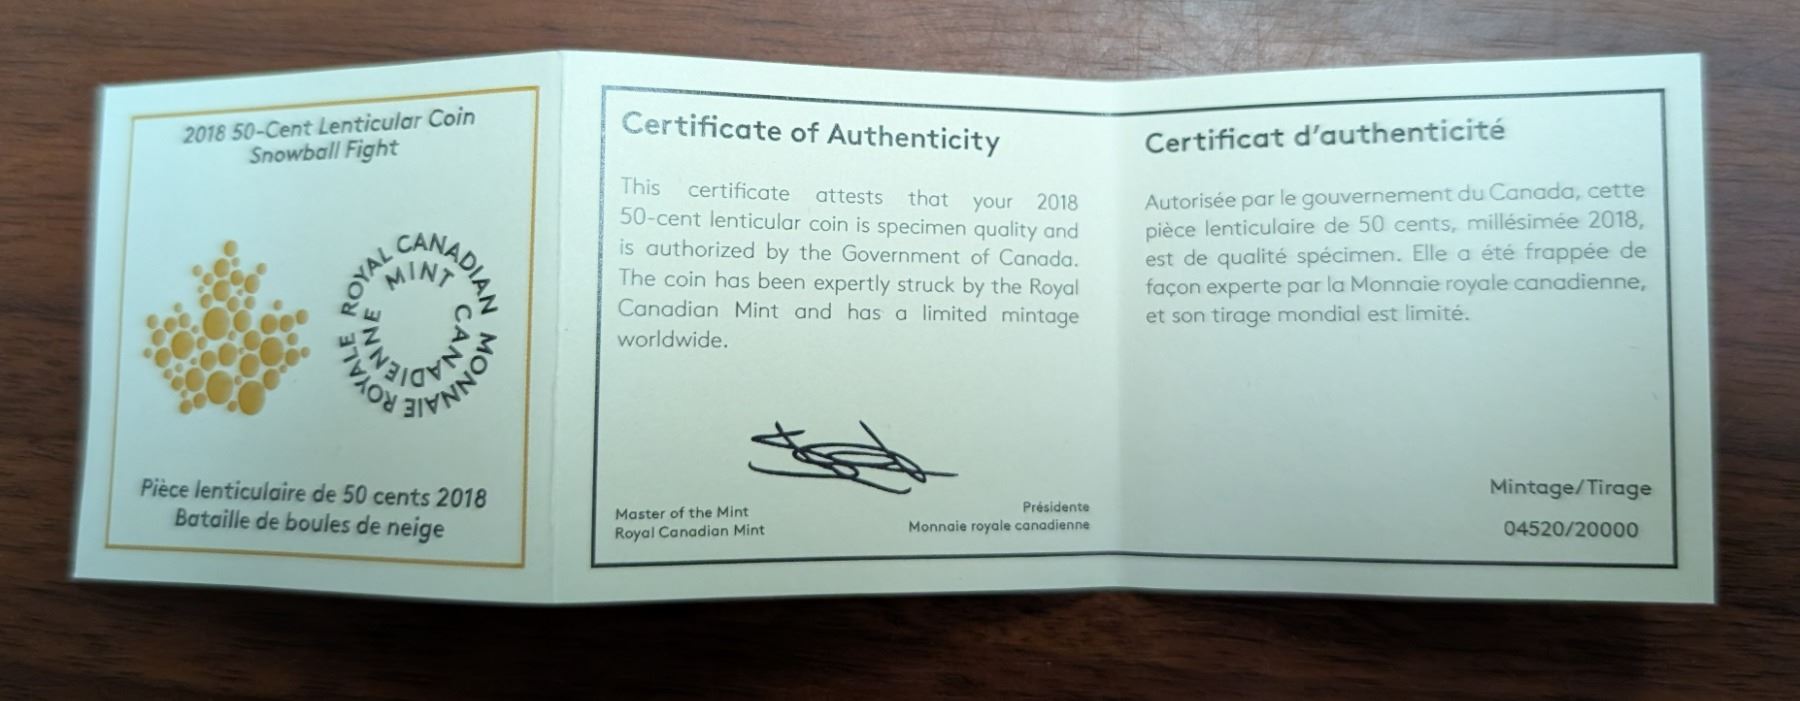 2018 50-Cent Lenticular Coin
Snowball Fight
ROYAL CANADIAN MINT
MONNAIE ROYALE CANADIENNE
Pièce lenticulaire de 50 cents 2018
Bataille de boules de neige
Certificate of Authenticity
This certificate attests that your 2018
50-cent lenticular coin is specimen quality and
is authorized by the Government of Canada.
The coin has been expertly struck by the Royal
Canadian Mint and has a limited mintage
worldwide.
Master of the Mint
Royal Canadian Mint
Présidente
Monnaie royale canadienne
Certificat d'authenticité
Autorisée par le gouvernement du Canada, cette
pièce lenticulaire de 50 cents, millésimée 2018,
est de qualité spécimen. Elle a été frappée de
façon experte par la Monnaie royale canadienne,
et son tirage mondial est limité.
Mintage/Tirage
04520/20000